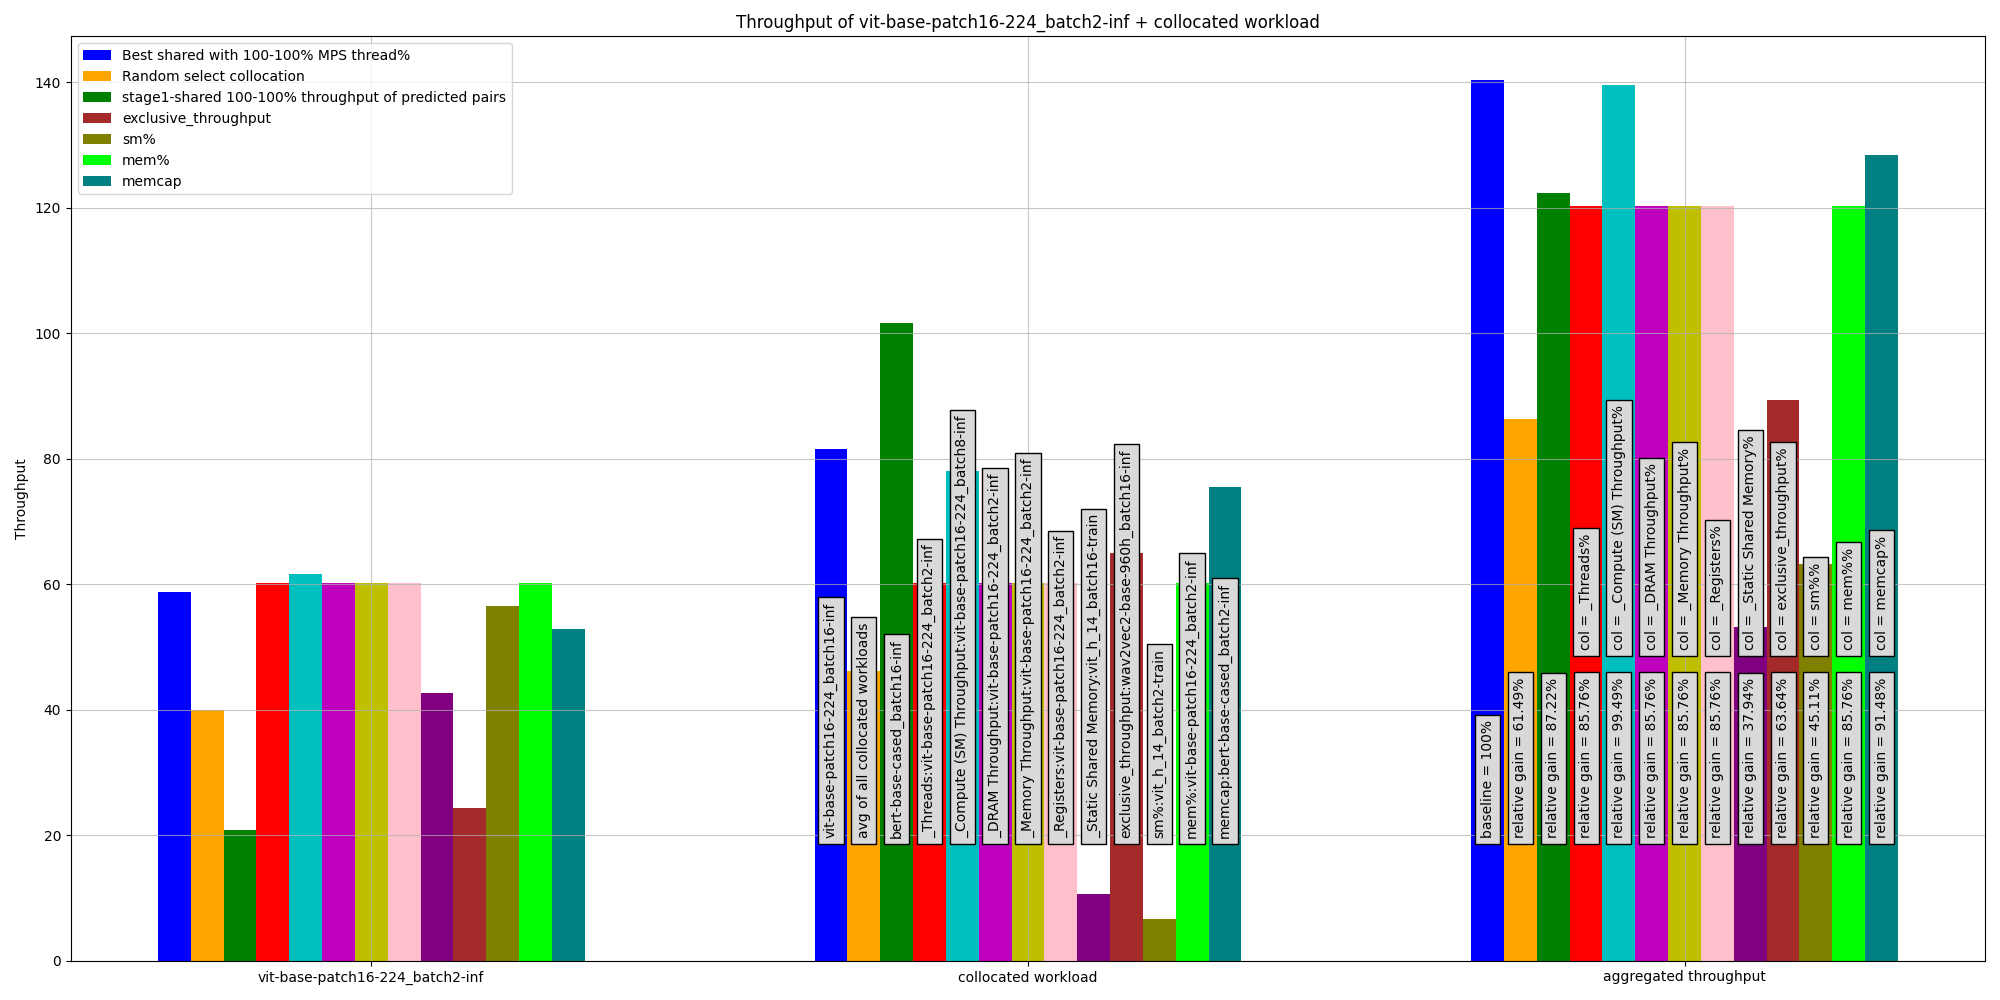 Throughput of vit-base-patch16-224_batch2-inf + collocated workload
Best shared with 100-100% MPS thread%
Random select collocation
stage1-shared 100-100% throughput of predicted pairs
exclusive_throughput
sm%
mem%
memcap
Throughput
140
120
100
80
60
40
20
0
vit-base-patch16-224_batch16-inf
avg of all collocated workloads
bert-base-cased_batch16-inf
_Threads:vit-base-patch16-224_batch2-inf
_Compute (SM) Throughput:vit-base-patch16-224_batch8-inf
_DRAM Throughput:vit-base-patch16-224_batch2-inf
_Memory Throughput:vit-base-patch16-224_batch2-inf
_Registers:vit-base-patch16-224_batch2-inf
_Static Shared Memory:vit_h_14_batch16-train
exclusive_throughput:wav2vec2-base-960h_batch16-inf
sm%:vit_h_14_batch2-train
mem%:vit-base-patch16-224_batch2-inf
memcap:bert-base-cased_batch2-inf
col = _Threads%
col = _Compute (SM) Throughput%
col = _DRAM Throughput%
col = _Memory Throughput%
col = _Registers%
col = _Static Shared Memory%
col = exclusive_throughput%
col = sm%%
col = mem%%
col = memcap%
baseline = 100%
relative gain = 61.49%
relative gain = 87.22%
relative gain = 85.76%
relative gain = 99.49%
relative gain = 85.76%
relative gain = 85.76%
relative gain = 85.76%
relative gain = 37.94%
relative gain = 63.64%
relative gain = 45.11%
relative gain = 85.76%
relative gain = 91.48%
vit-base-patch16-224_batch2-inf
collocated workload
aggregated throughput